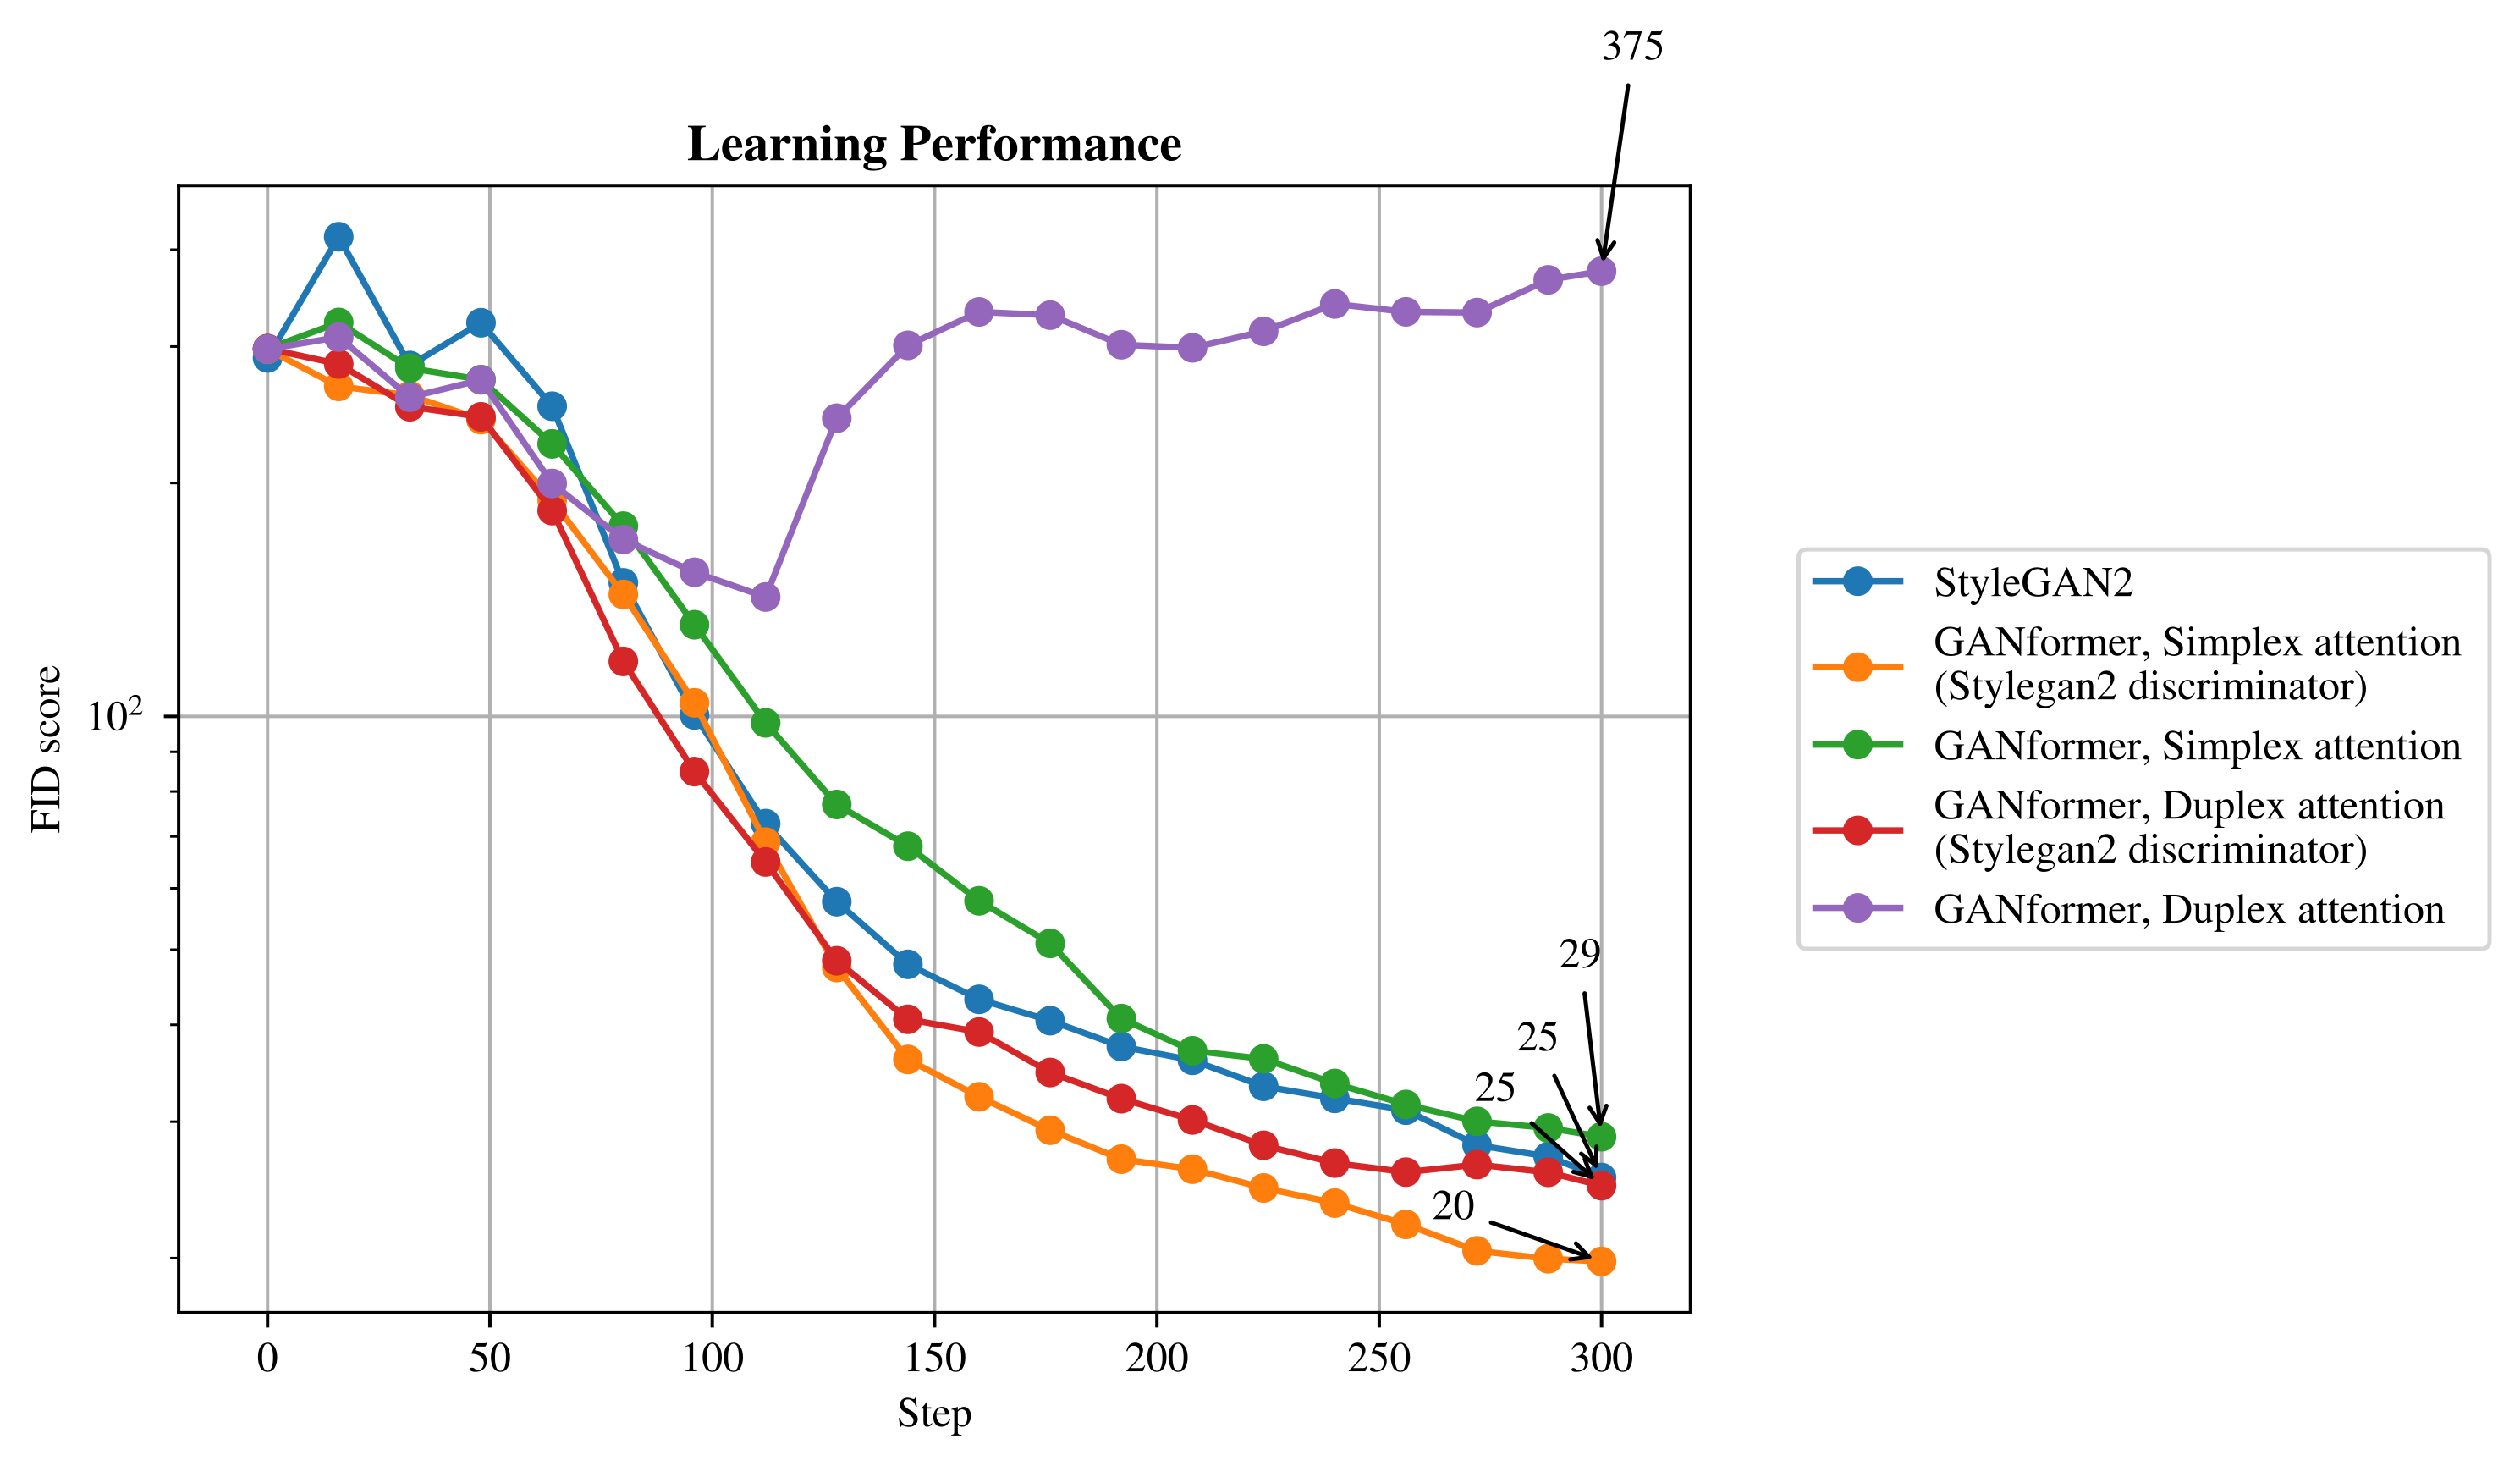 375
Learning Performance
FID score
10²
StyleGAN2
GANformer, Simplex attention
(Stylegan2 discriminator)
GANformer, Simplex attention
GANformer, Duplex attention
(Stylegan2 discriminator)
GANformer, Duplex attention
29
25
25
20
0 50 100 150 200 250 300
Step